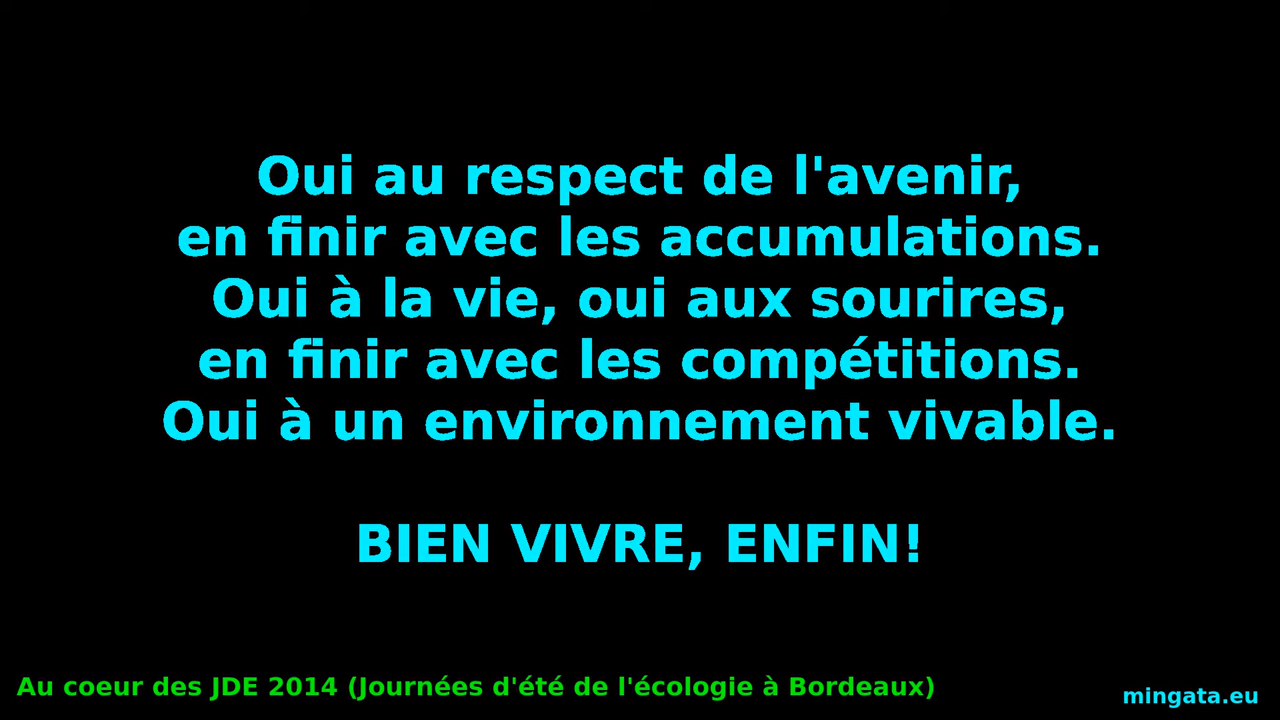 Oui au respect de l'avenir,
en finir avec les accumulations.
Oui à la vie, oui aux sourires,
en finir avec les compétitions.
Oui à un environnement vivable.
BIEN VIVRE, ENFIN!
Au coeur des JDE 2014 (Journées d'été de l'écologie à Bordeaux)
mingata.eu